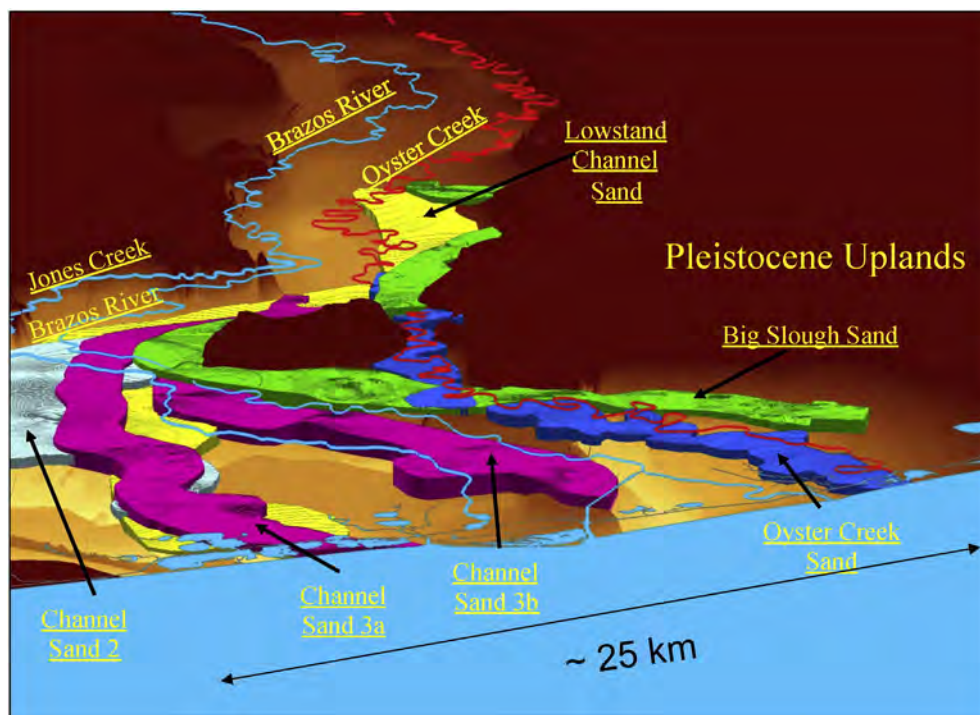 Brazos River
Oyster Creek
Lowstand
Channel
Sand
Jones Creek
Brazos River
Pleistocene Uplands
Big Slough Sand
Channel
Sand 2
Channel
Sand 3a
Channel
Sand 3b
Oyster Creek
Sand
~ 25 km